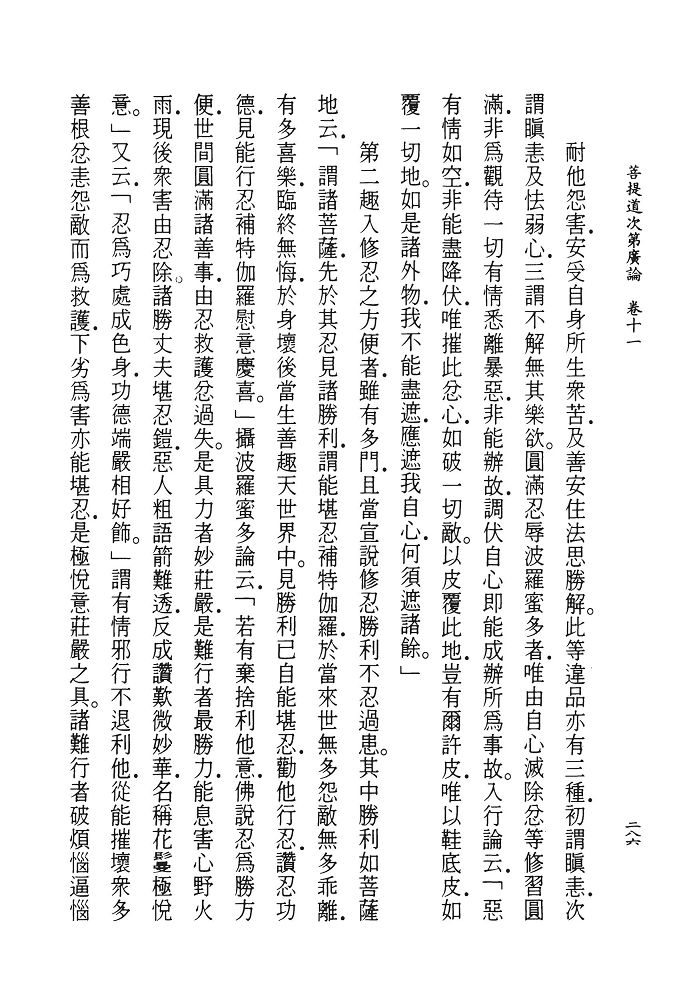 菩提道次第廣論　卷十一
二八六
耐他怨害．安受自身所生衆苦．及善安住法思勝解。此等違品亦有三種．初謂瞋恚．次
謂瞋恚及怯弱心．三謂不解無其樂欲。圓滿忍辱波羅蜜多者．唯由自心滅除忿等修習圓
滿．非爲觀待一切有情悉離暴惡．非能辦故．調伏自心卽能成辦所爲事故。入行論云．「惡
有情如空．非能盡降伏．唯摧此忿心．如破一切敵。以皮覆此地．豈有爾許皮．唯以鞋底皮．如
覆一切地。如是諸外物．我不能盡遮．應遮我自心．何須遮諸餘。」
第二趣入修忍之方便者．雖有多門．且當宣說修忍勝利不忍過患。其中勝利如菩薩
地云．「謂諸菩薩．先於其忍見諸勝利．謂能堪忍補特伽羅．於當來世無多怨敵無多乖離．
有多喜樂．臨終無悔．於身壞後當生善趣天世界中。見勝利已自能堪忍．勸他行忍．讚忍功
德．見能行忍補特伽羅慰意慶喜。」攝波羅蜜多論云．「若有棄捨利他意．佛說忍爲勝方
便．世間圓滿諸善事．由忍救護忿過失。是具力者妙莊嚴．是難行者最勝力．能息害心野火
雨．現後衆害由忍除。諸勝丈夫堪忍鎧．惡人粗語箭難透．反成讚歎微妙華．名稱花鬘極悅
意。」又云．「忍爲巧處成色身．功德端嚴相好飾。」謂有情邪行不退利他．從能摧壞衆多
善根忿恚怨敵而爲救護．下劣爲害亦能堪忍．是極悅意莊嚴之具。諸難行者破煩惱逼惱